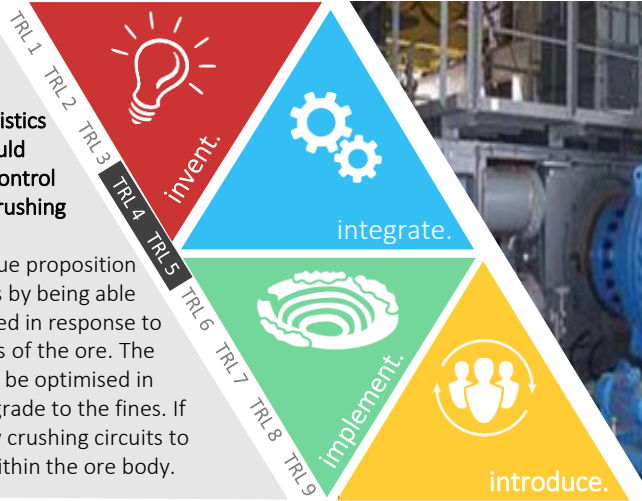 TRL 1
TRL 2
TRL 3
TRL 4
TRL 5
TRL 6
TRL 7
TRL 8
TRL 9
invent.
integrate.
implement.
introduce.
istics
uld
ontrol
rushing
ue proposition
s by being able
ed in response to
s of the ore. The
be optimised in
grade to the fines. If
crushing circuits to
ithin the ore body.